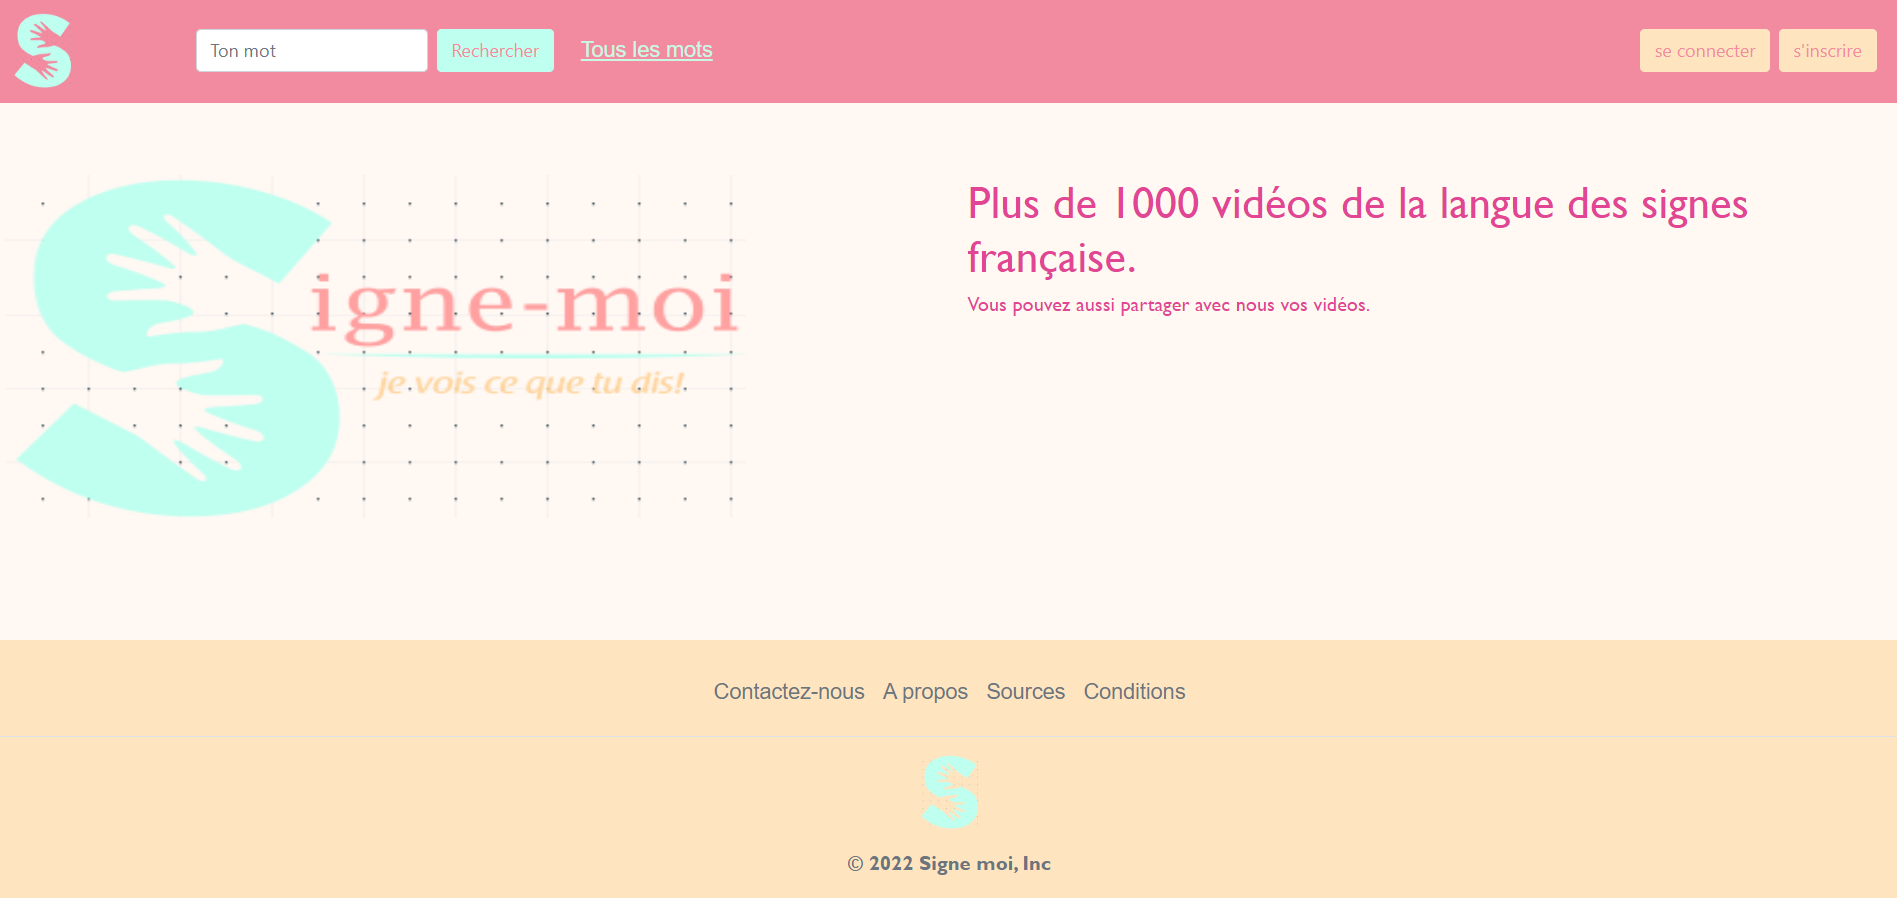 Ton mot
Rechercher
Tous les mots
se connecter
s'inscrire
Signe-moi
je vois ce que tu dis!
Plus de 1000 vidéos de la langue des signes
française.
Vous pouvez aussi partager avec nous vos vidéos.
Contactez-nous A propos Sources Conditions
S
© 2022 Signe moi, Inc